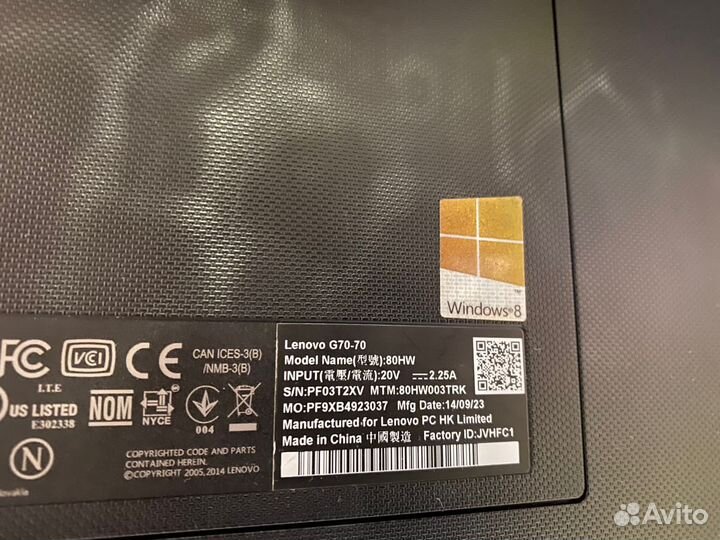 Windows 8
FC
VCI
I.T.E
CAN ICES-3(B)
/NMB-3(B)
US LISTED
E302338
NOM
NYCE
004
N
COPYRIGHTED CODE AND PARTS
CONTAINED HEREIN.
©COPYRIGHT 2005,2014 LENOVO
Lenovo G70-70
Model Name(型號):80HW
INPUT(電壓/電流):20V ⎓ 2.25A
S/N:PF03T2XV MTM:80HW003TRK
MO:PF9XB4923037 Mfg Date:14/09/23
Manufactured for Lenovo PC HK Limited
Made in China 中國製造 Factory ID:JVHFC1
Avito